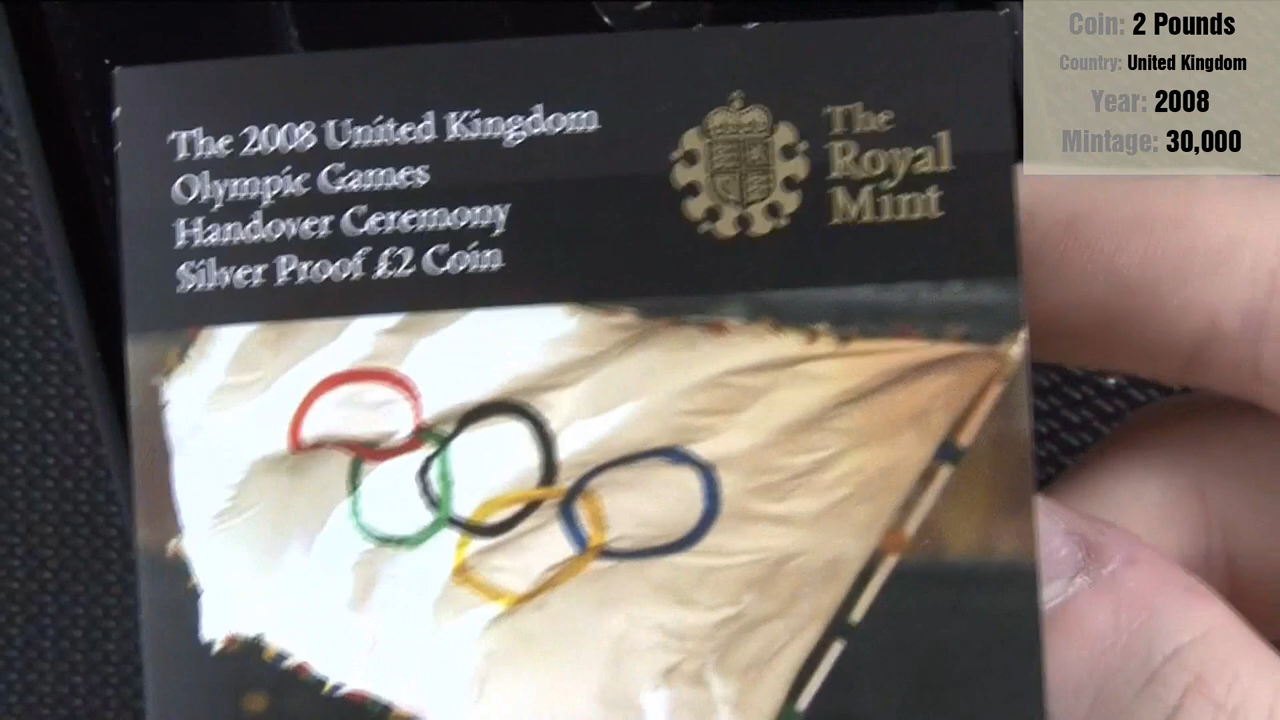 The 2008 United Kingdom
Olympic Games
Handover Ceremony
Silver Proof £2 Coin
The
Royal
Mint
Coin: 2 Pounds
Country: United Kingdom
Year: 2008
Mintage: 30,000